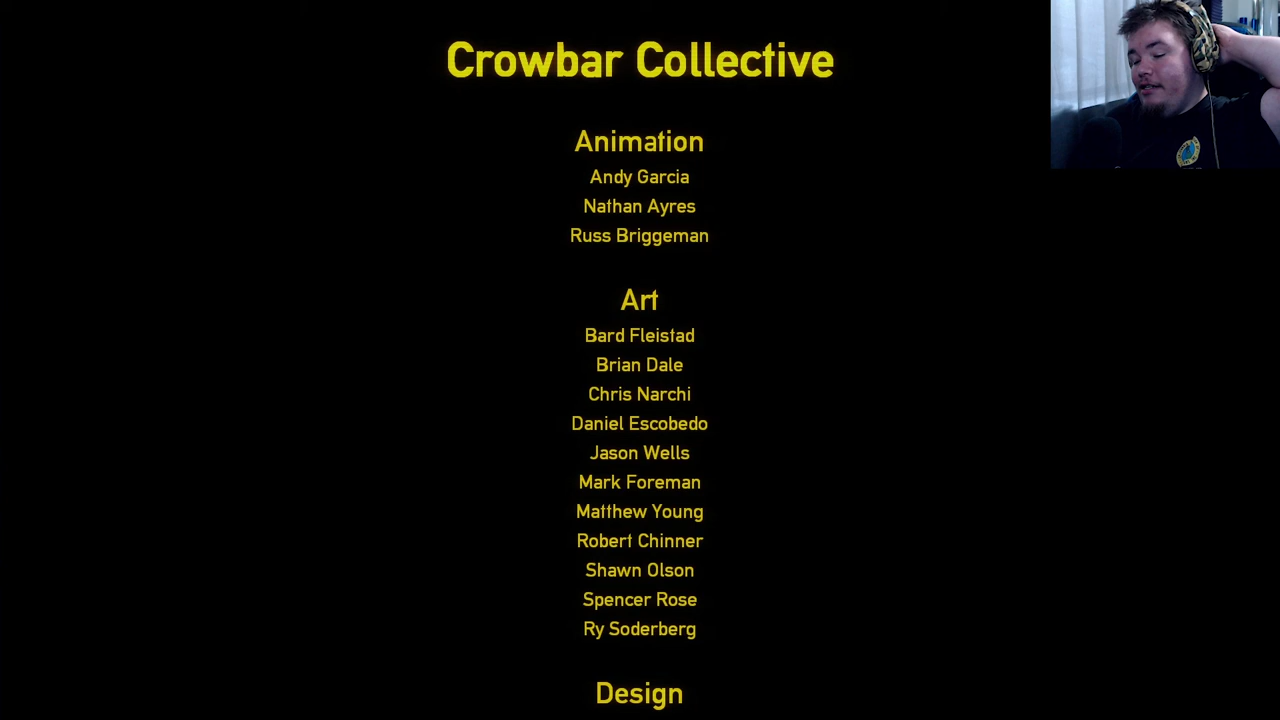 Crowbar Collective
Animation
Andy Garcia
Nathan Ayres
Russ Briggeman
Art
Bard Fleistad
Brian Dale
Chris Narchi
Daniel Escobedo
Jason Wells
Mark Foreman
Matthew Young
Robert Chinner
Shawn Olson
Spencer Rose
Ry Soderberg
Design